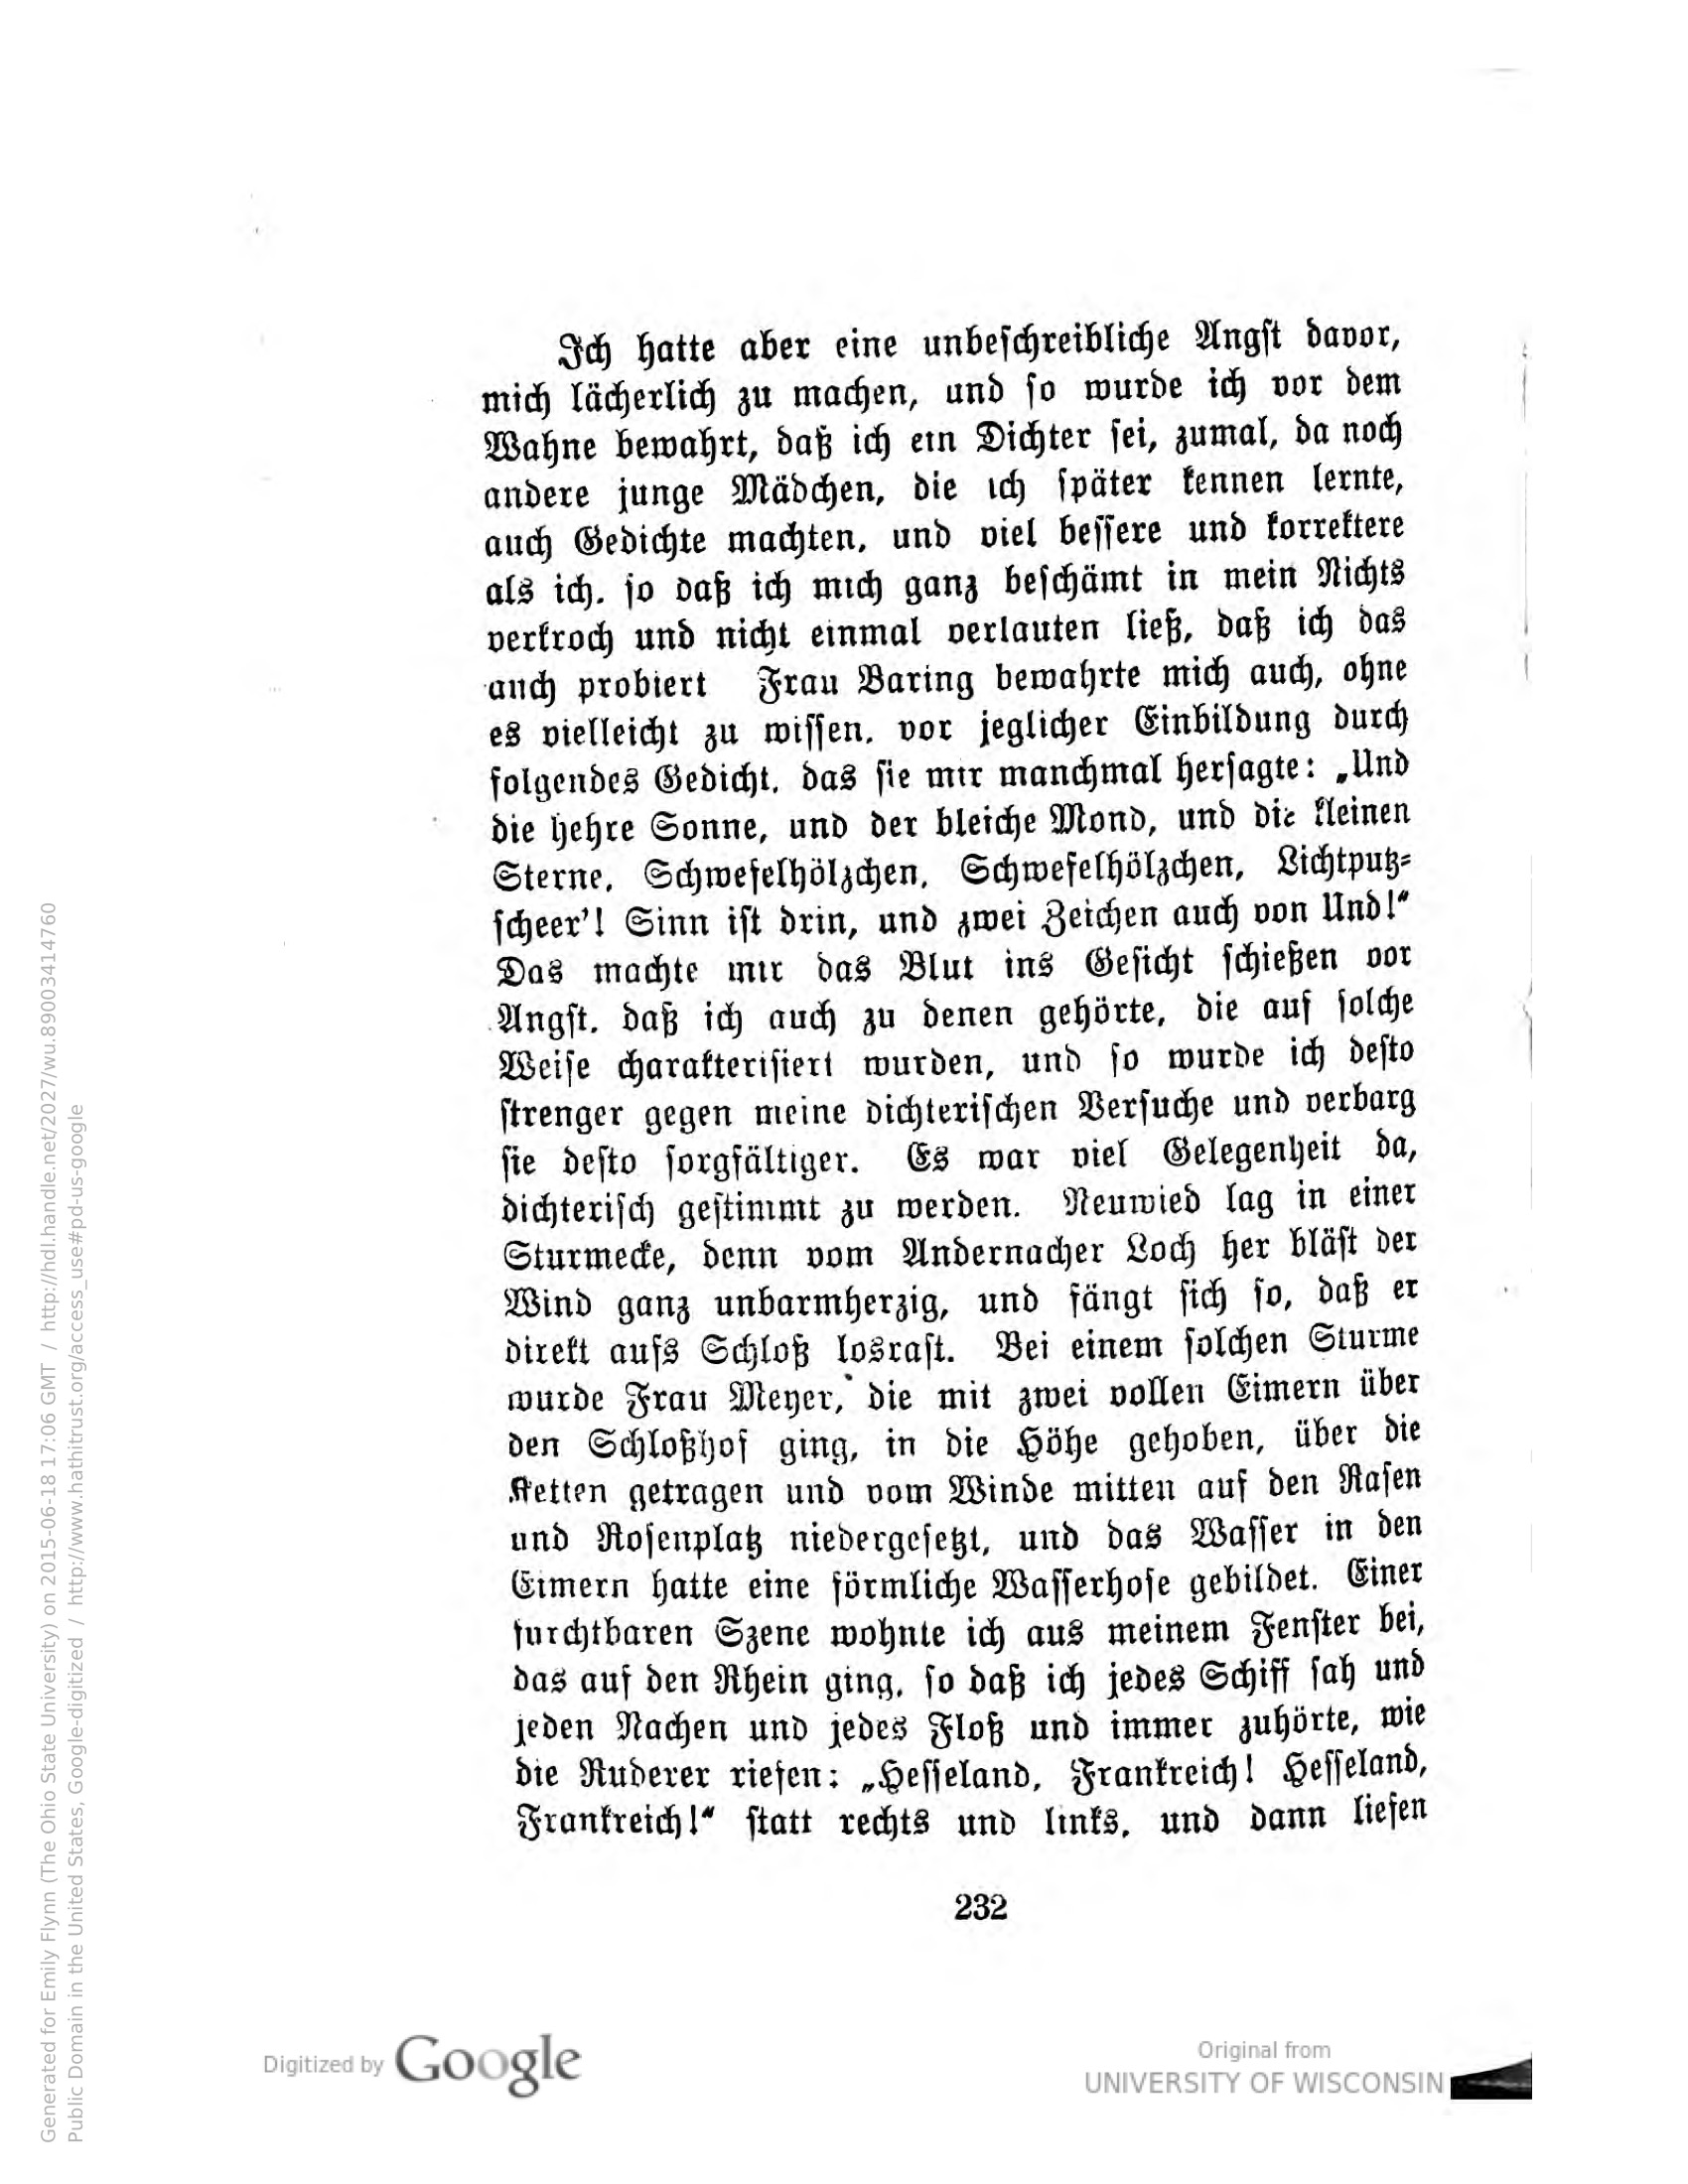 Ich hatte aber eine unbeschreibliche Angst davor,
mich lächerlich zu machen, und so wurde ich vor dem
Wahne bewahrt, daß ich ein Dichter sei, zumal, da noch
andere junge Mädchen, die ich später kennen lernte,
auch Gedichte machten, und viel bessere und korrektere
als ich, so daß ich mich ganz beschämt in mein Nichts
verkroch und nicht einmal verlauten ließ, daß ich das
auch probiert Frau Baring bewahrte mich auch, ohne
es vielleicht zu wissen, vor jeglicher Einbildung durch
folgendes Gedicht, das sie mir manchmal hersagte: „Und
die hehre Sonne, und der bleiche Mond, und die kleinen
Sterne, Schwefelhölzchen, Schwefelhölzchen, Lichtputz-
scheer'! Sinn ist drin, und zwei Zeichen auch von Und!“
Das machte mir das Blut ins Gesicht schießen vor
Angst, daß ich auch zu denen gehörte, die auf solche
Weise charakterisiert wurden, und so wurde ich desto
strenger gegen meine dichterischen Versuche und verbarg
sie desto sorgfältiger. Es war viel Gelegenheit da,
dichterisch gestimmt zu werden. Neuwied lag in einer
Sturmecke, denn vom Andernacher Loch her bläst der
Wind ganz unbarmherzig, und fängt sich so, daß er
direkt aufs Schloß losrast. Bei einem solchen Sturme
wurde Frau Meyer, die mit zwei vollen Eimern über
den Schloßhof ging, in die Höhe gehoben, über die
Ketten getragen und vom Winde mitten auf den Rasen
und Rosenplatz niedergesetzt, und das Wasser in den
Eimern hatte eine förmliche Wasserhose gebildet. Einer
furchtbaren Szene wohnte ich aus meinem Fenster bei,
das auf den Rhein ging, so daß ich jedes Schiff sah und
jeden Nachen und jedes Floß und immer zuhörte, wie
die Ruderer riefen: „Hesseland, Frankreich! Hesseland,
Frankreich!“ statt rechts und links, und dann liefen
232
Digitized by Google
Original from
UNIVERSITY OF WISCONSIN
Generated for Emily Flynn (The Ohio State University) on 2015-06-18 17:06 GMT / http://hdl.handle.net/2027/wu.89003414760
Public Domain in the United States, Google-digitized / http://www.hathitrust.org/access_use#pd-us-google